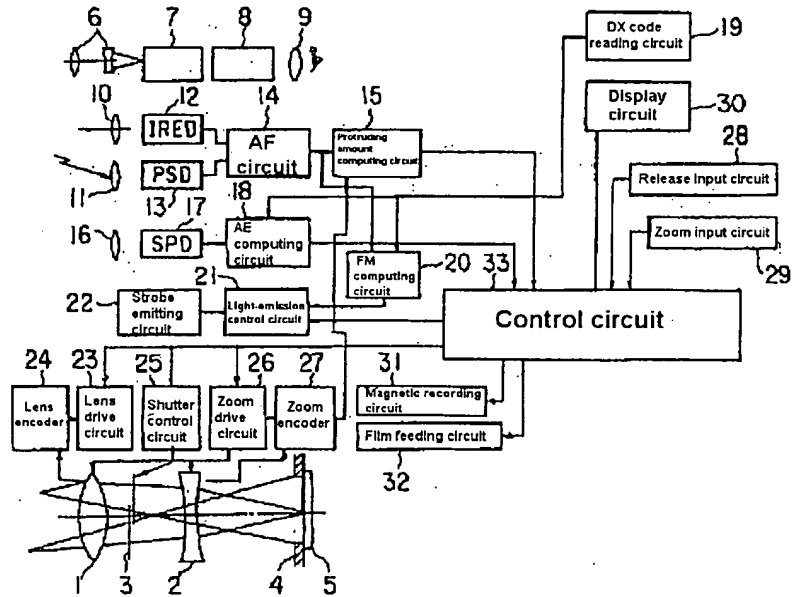 6
7
8
9
DX code
reading circuit
19
10
12
14
15
Display
circuit
30
IRED
AF
circuit
Protruding
amount
computing circuit
28
11
PSD
13
17
18
Release input circuit
16
SPD
AE
computing
circuit
Zoom input circuit
29
FM
computing
circuit
20
33
21
22
Strobe
emitting
circuit
Light-emission
control circuit
Control circuit
24
23
25
26
27
31
Lens
encoder
Lens
drive
circuit
Shutter
control
circuit
Zoom
drive
circuit
Zoom
encoder
Magnetic recording
circuit
Film feeding circuit
32
1
3
2
4
5